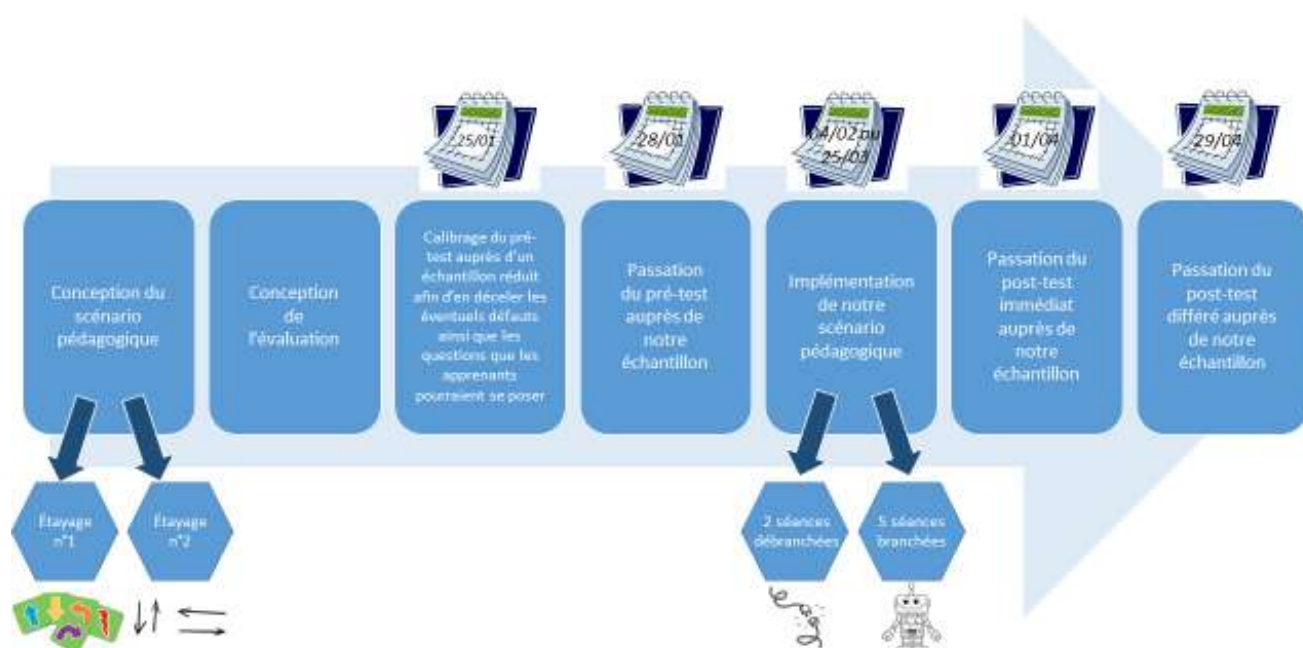 25/01
28/01
04/02 au
25/03
01/04
29/04
Conception du
scénario
pédagogique
Conception
de
l'évaluation
Calibrage du pré-
test auprès d'un
échantillon réduit
afin d'en déceler les
éventuels défauts
ainsi que les
questions que les
apprenants
pourraient se poser
Passation
du pré-test
auprès de
notre
échantillon
Implémentation
de notre
scénario
pédagogique
Passation du
post-test
immédiat
auprès de
notre
échantillon
Passation du
post-test
différé auprès
de notre
échantillon
Étayage
n°1
Étayage
n°2
2 séances
débranchées
5 séances
branchées